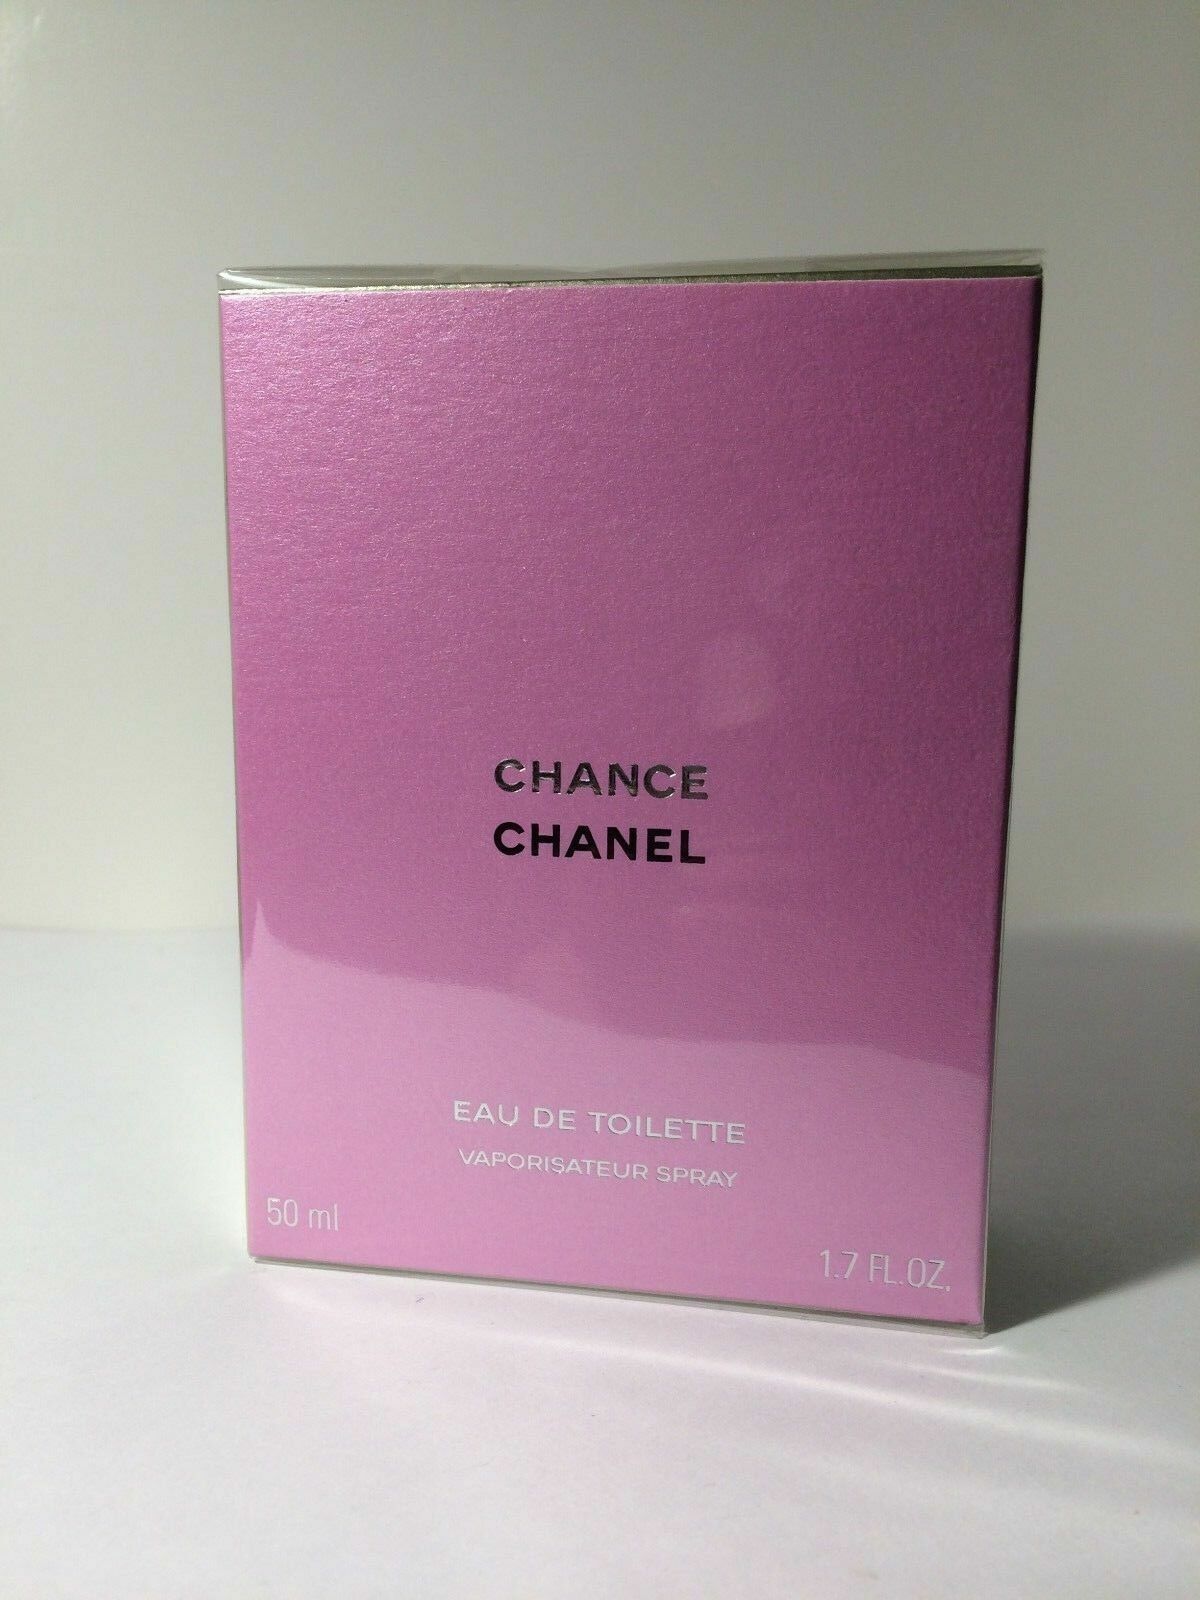 CHANCE
CHANEL
EAU DE TOILETTE
VAPORISATEUR SPRAY
50 ml
1.7 FL.OZ.